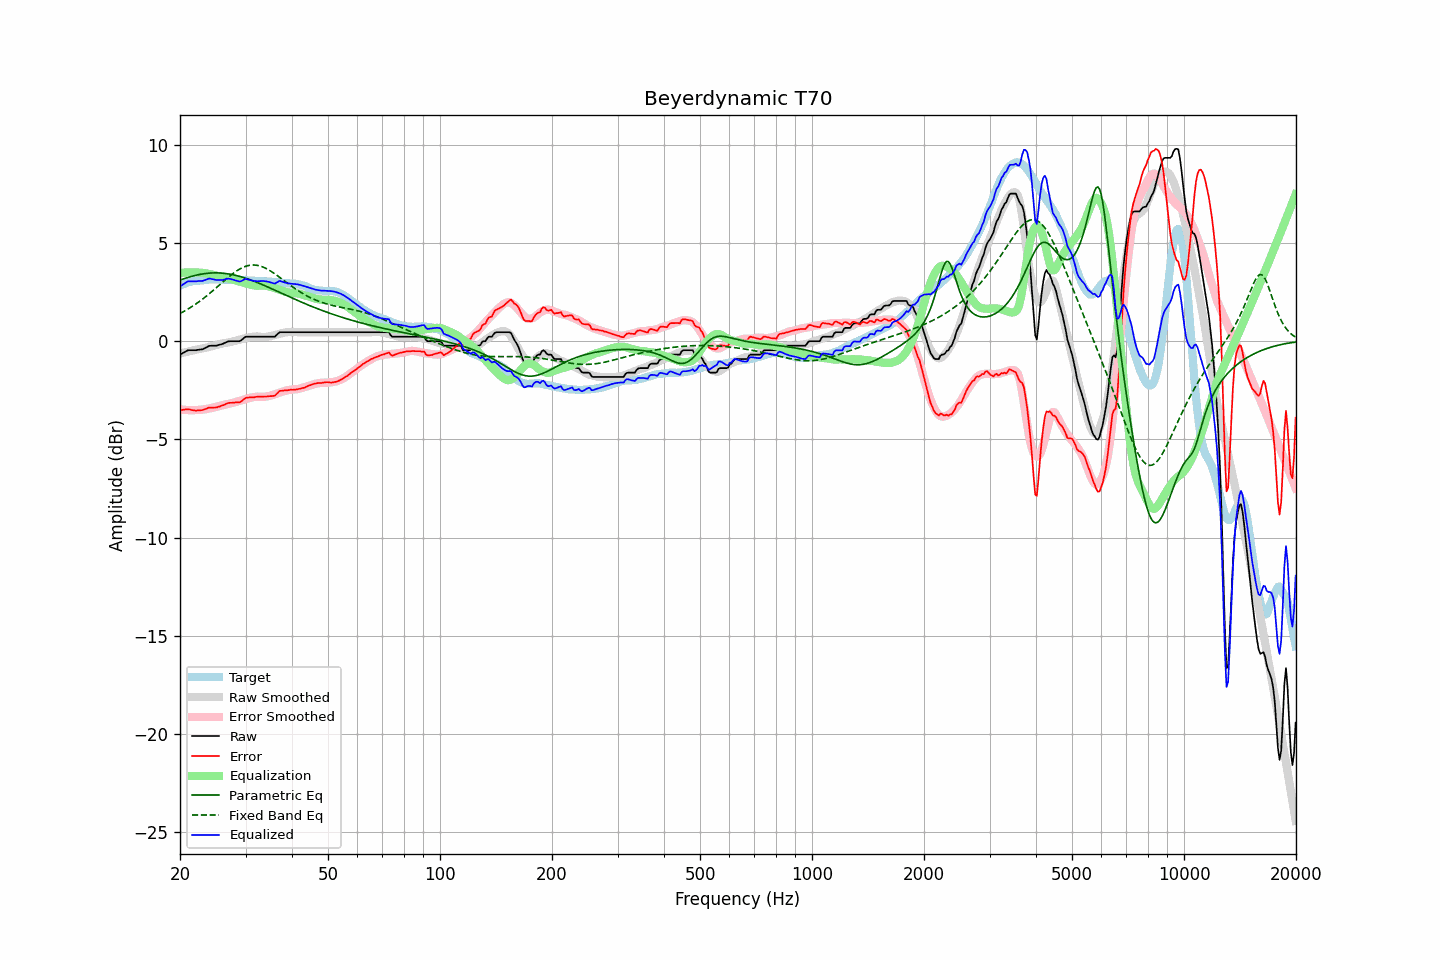 Beyerdynamic T70
10
5
0
−5
−10
−15
−20
−25
Amplitude (dBr)
Target
Raw Smoothed
Error Smoothed
Raw
Error
Equalization
Parametric Eq
Fixed Band Eq
Equalized
20 50 100 200 500 1000 2000 5000 10000 20000
Frequency (Hz)